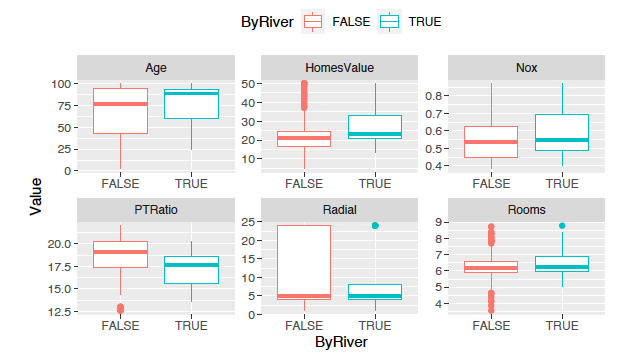 ByRiver FALSE TRUE
Age HomesValue Nox
100 75 50 25 0
50 40 30 20 10
0.8 0.7 0.6 0.5 0.4
FALSE TRUE FALSE TRUE FALSE TRUE
Value
PTRatio Radial Rooms
20.0 17.5 15.0 12.5
25 20 15 10 5 0
9 8 7 6 5 4
FALSE TRUE FALSE TRUE FALSE TRUE
ByRiver